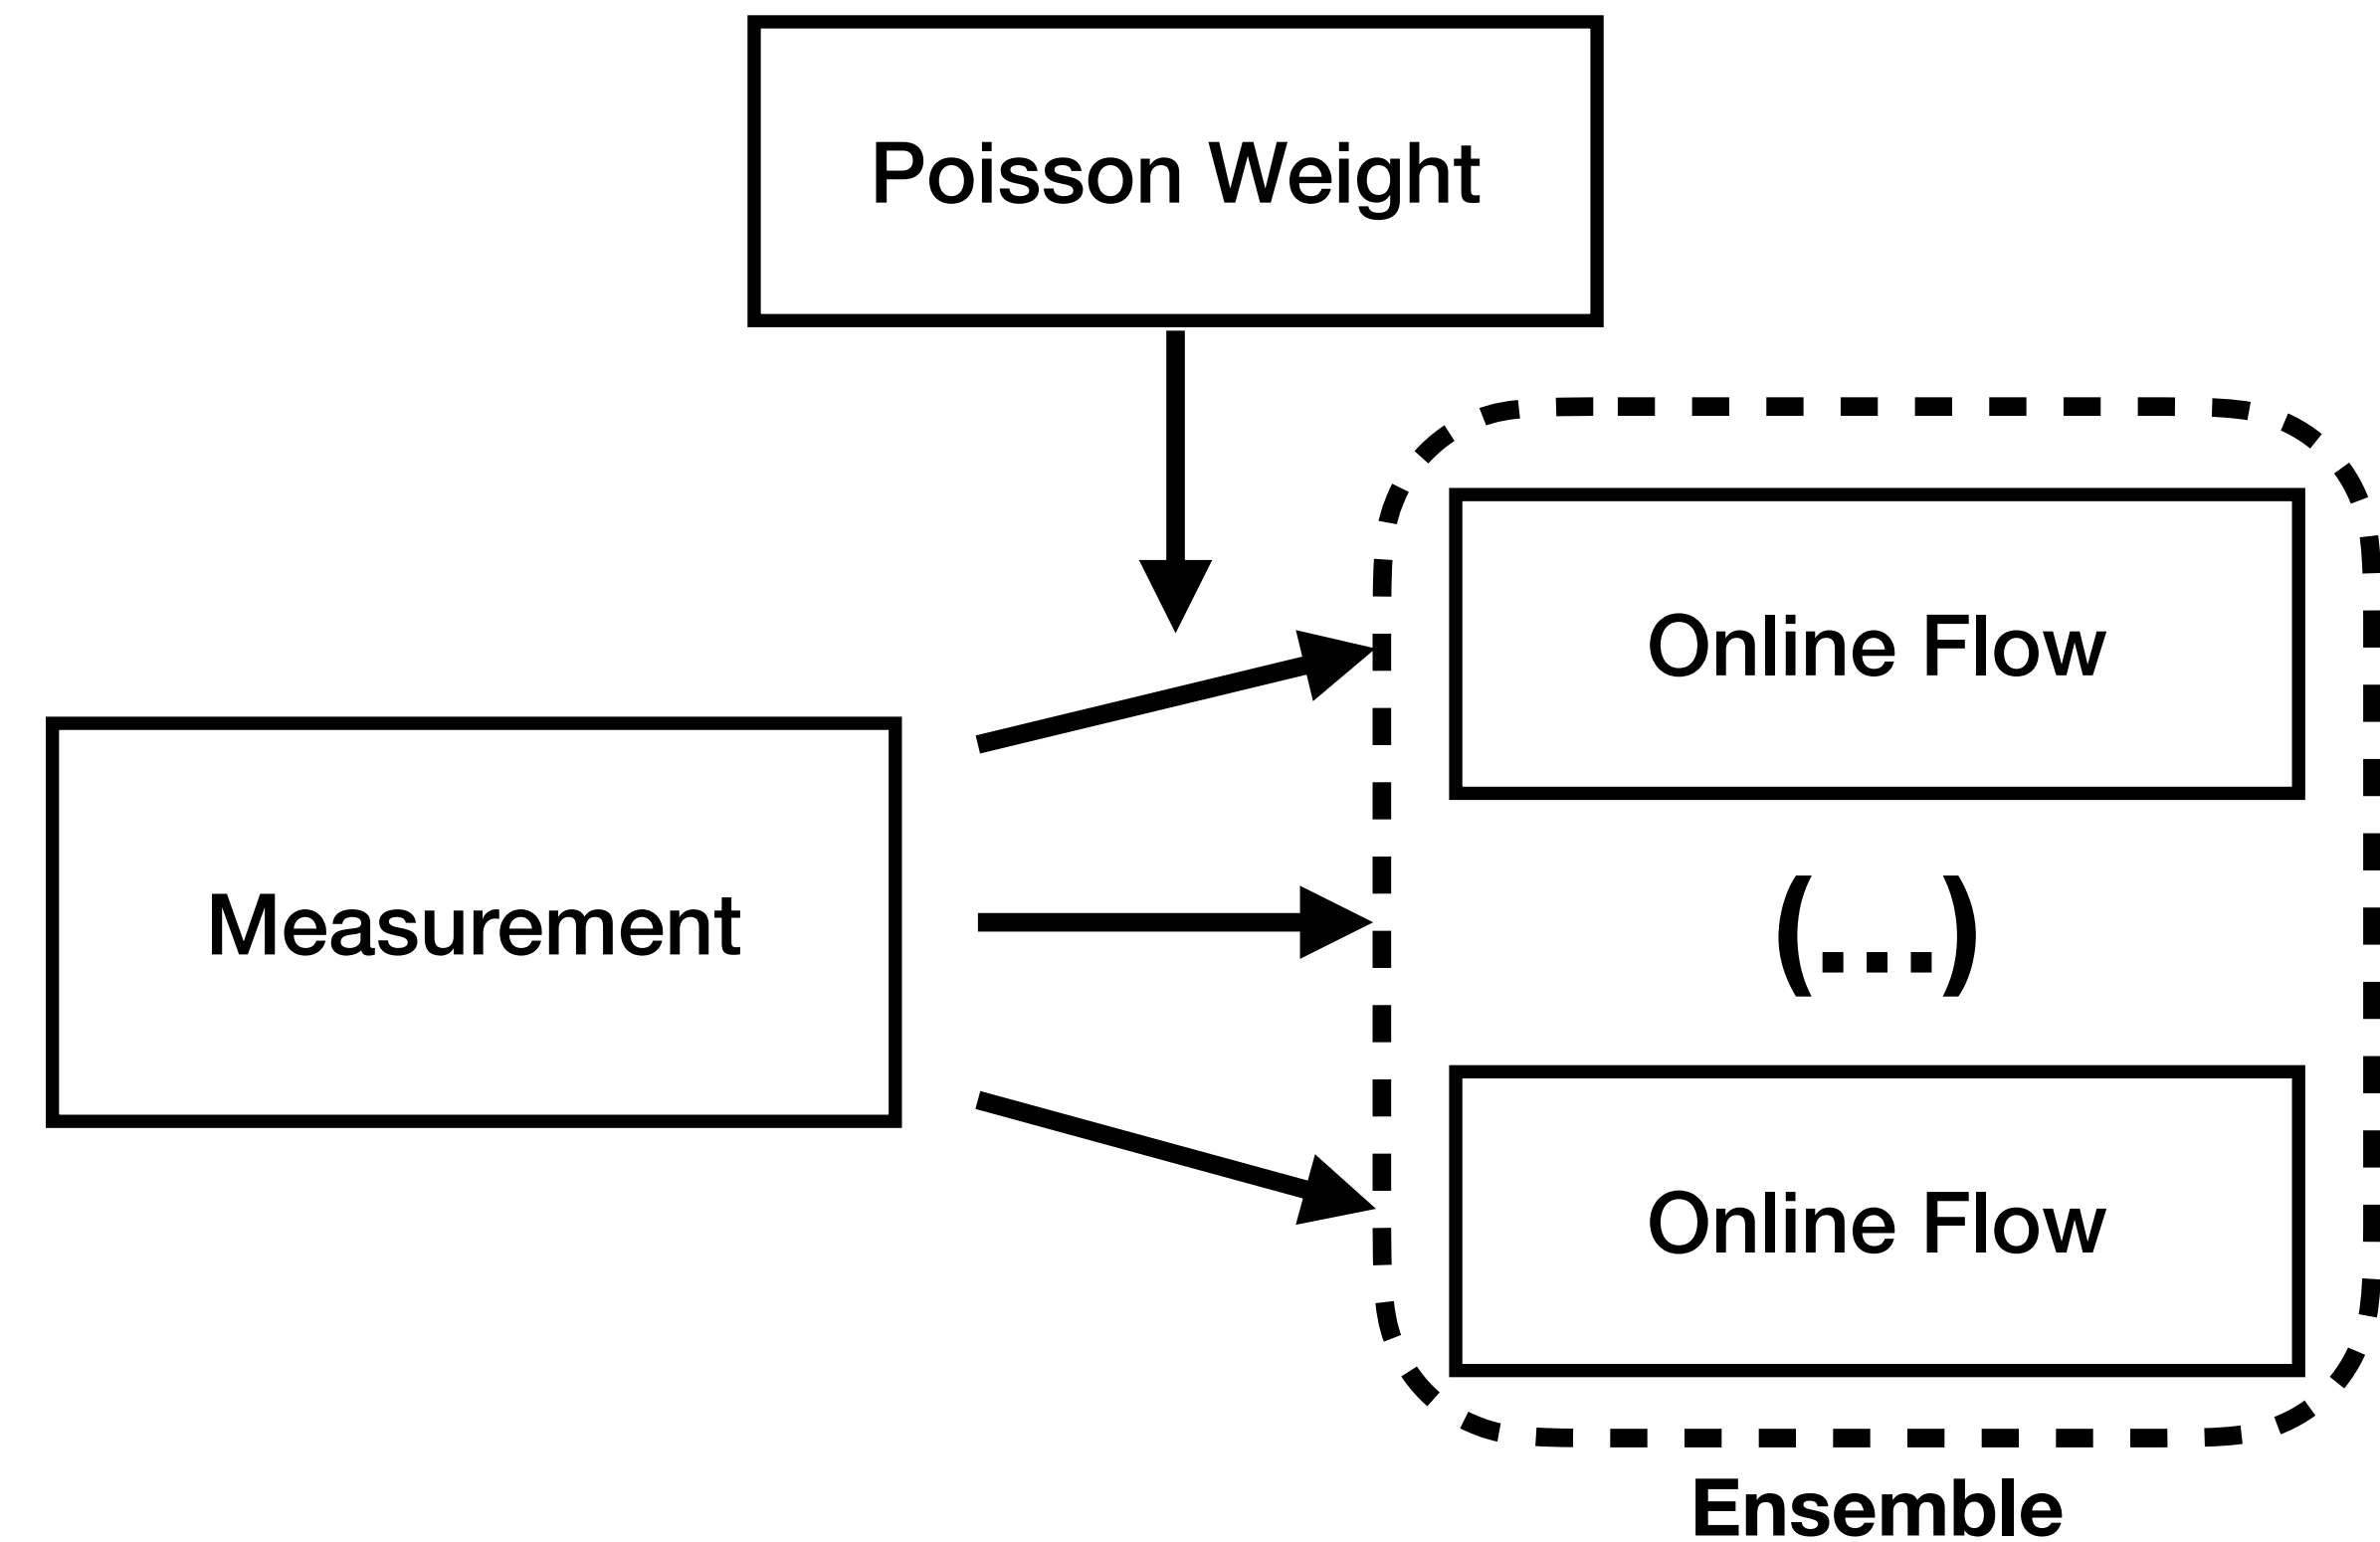 Poisson Weight
Online Flow
Measurement
(...)
Online Flow
Ensemble